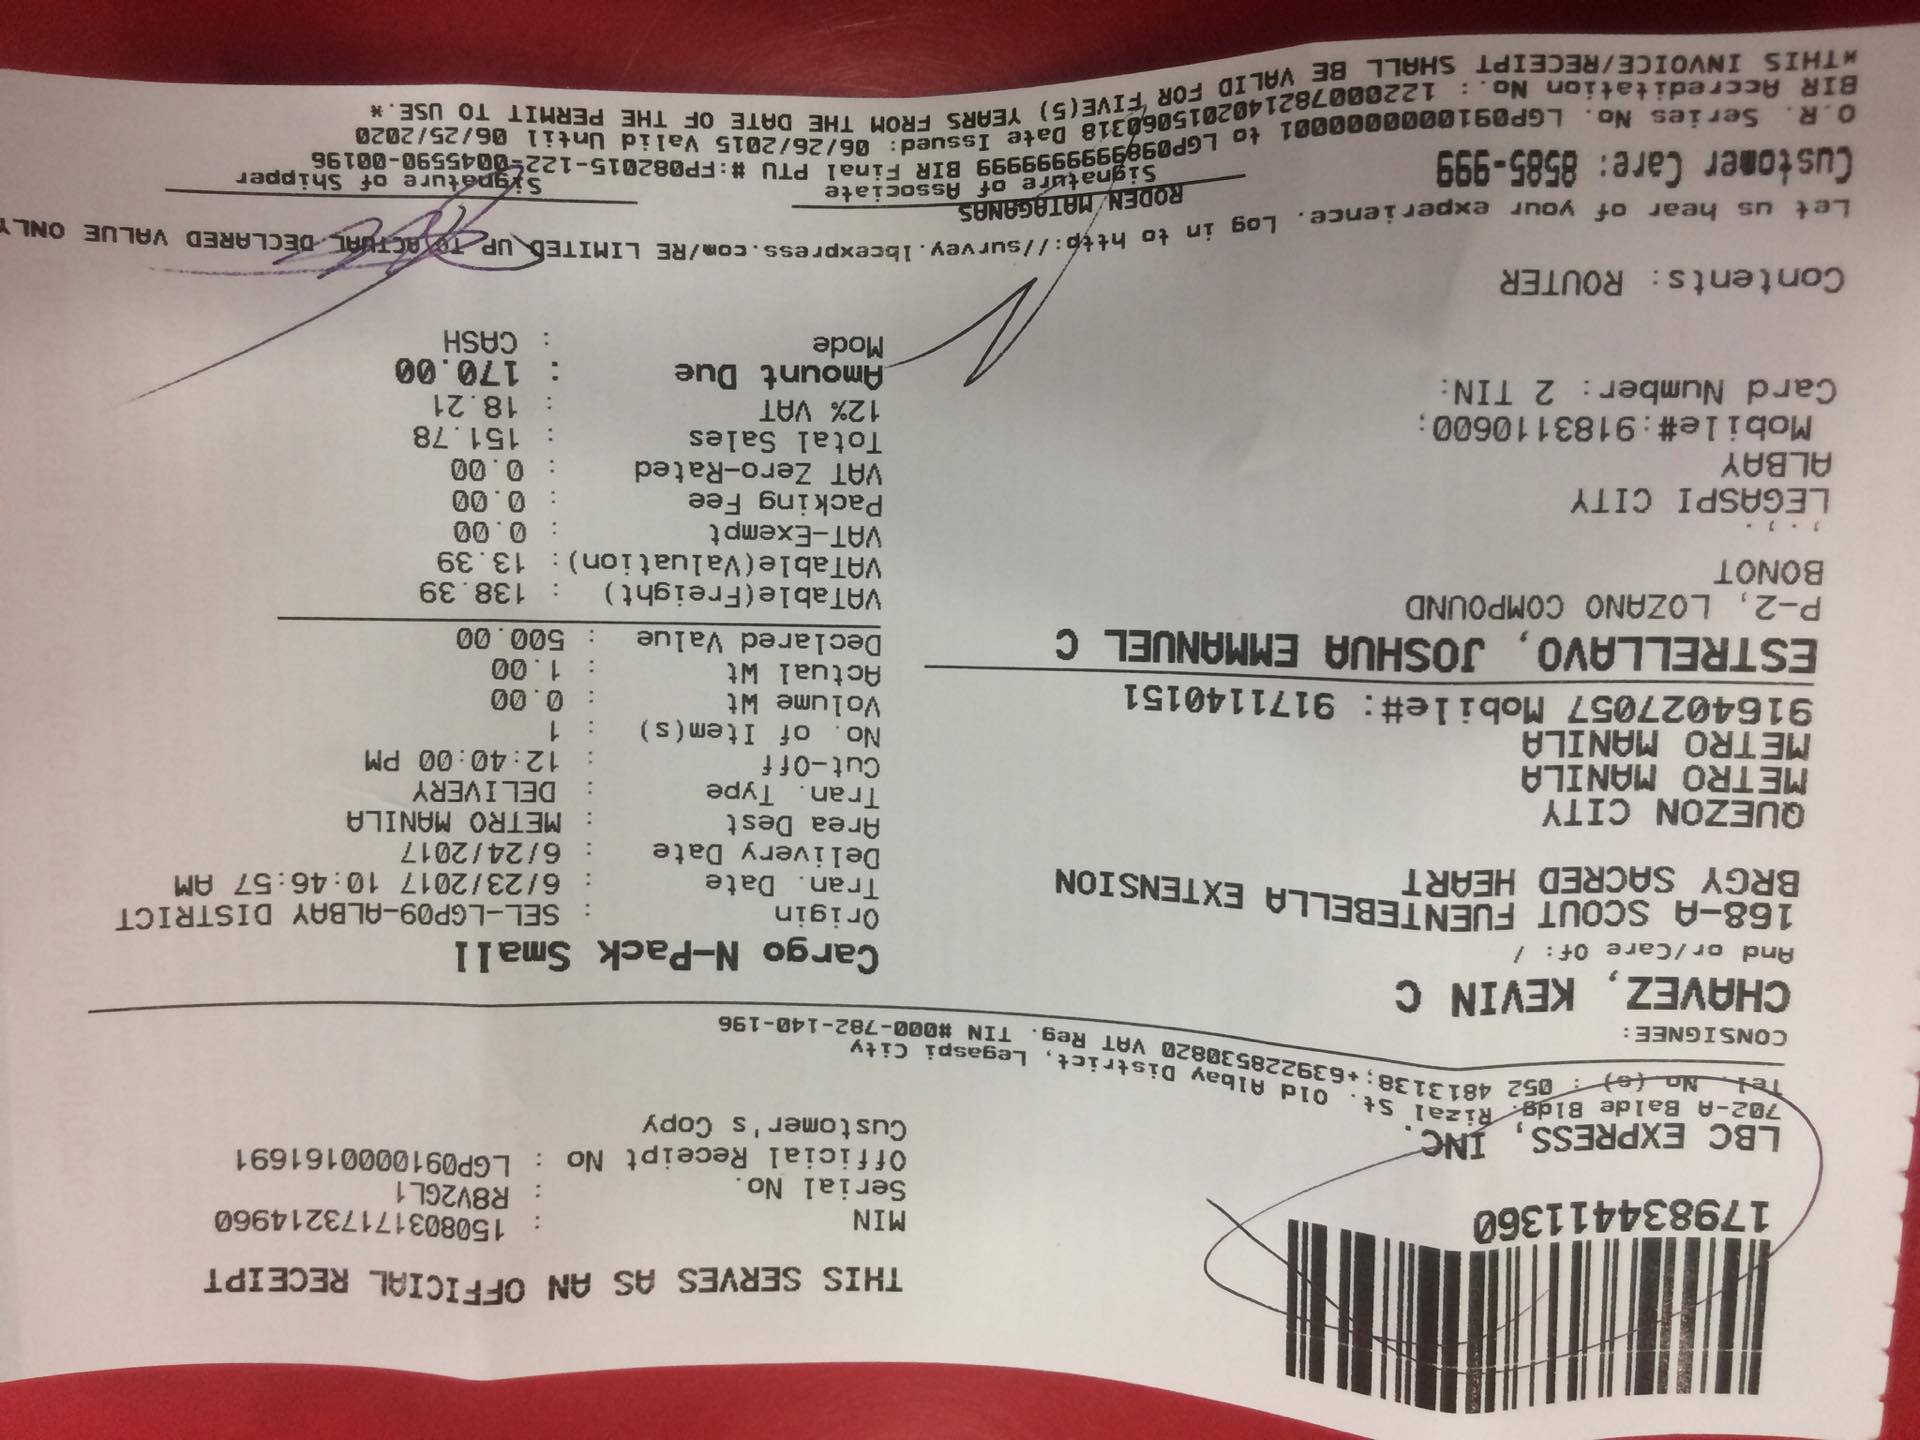 179834411360
LBC EXPRESS, INC.
702-A Balde Bldg. Rizal St. Old Albay District, Legaspi City
Tel. No (s) : 052 4813138;+639228530820 VAT Reg. TIN #000-782-140-196
THIS SERVES AS AN OFFICIAL RECEIPT
MIN : 15080317173214960
Serial No. : R8V2GL1
Official Receipt No : LGP0910000161691
Customer's Copy
CONSIGNEE:
CHAVEZ, KEVIN C
And or/Care Of: /
168-A SCOUT FUENTEBELLA EXTENSION
BRGY SACRED HEART
QUEZON CITY
METRO MANILA
METRO MANILA
9164027057 Mobile#: 9171140151
ESTRELLAVO, JOSHUA EMMANUEL C
P-2, LOZANO COMPOUND
BONOT
, . , .
LEGASPI CITY
ALBAY
Mobile#:9183110600;
Card Number: 2 TIN:
Contents: ROUTER
Cargo N-Pack Small
Origin : SEL-LGP09-ALBAY DISTRICT
Tran. Date : 6/23/2017 10:46:57 AM
Delivery Date : 6/24/2017
Area Dest : METRO MANILA
Tran. Type : DELIVERY
Cut-Off : 12:40:00 PM
No. of Item(s) : 1
Volume Wt : 0.00
Actual Wt : 1.00
Declared Value : 500.00
VATable(Freight) : 138.39
VATable(Valuation): 13.39
VAT-Exempt : 0.00
Packing Fee : 0.00
VAT Zero-Rated : 0.00
Total Sales : 151.78
12% VAT : 18.21
Amount Due : 170.00
Mode : CASH
Let us hear of your experience. Log in to http://survey.lbcexpress.com/RE LIMITED UP TO ACTUAL DECLARED VALUE ONLY
RODEN MATAGANAS
Customer Care: 8585-999
Signature of Associate
Signature of Shipper
O.R. Series No. LGP0910000000001 to LGP0989999999999 BIR Final PTU #:FP082015-122-0045590-00196
BIR Accreditation No.: 12200078214020150​60318 Date Issued: 06/26/2015 Valid Until 06/25/2020
*THIS INVOICE/RECEIPT SHALL BE VALID FOR FIVE(5) YEARS FROM THE DATE OF THE PERMIT TO USE.*